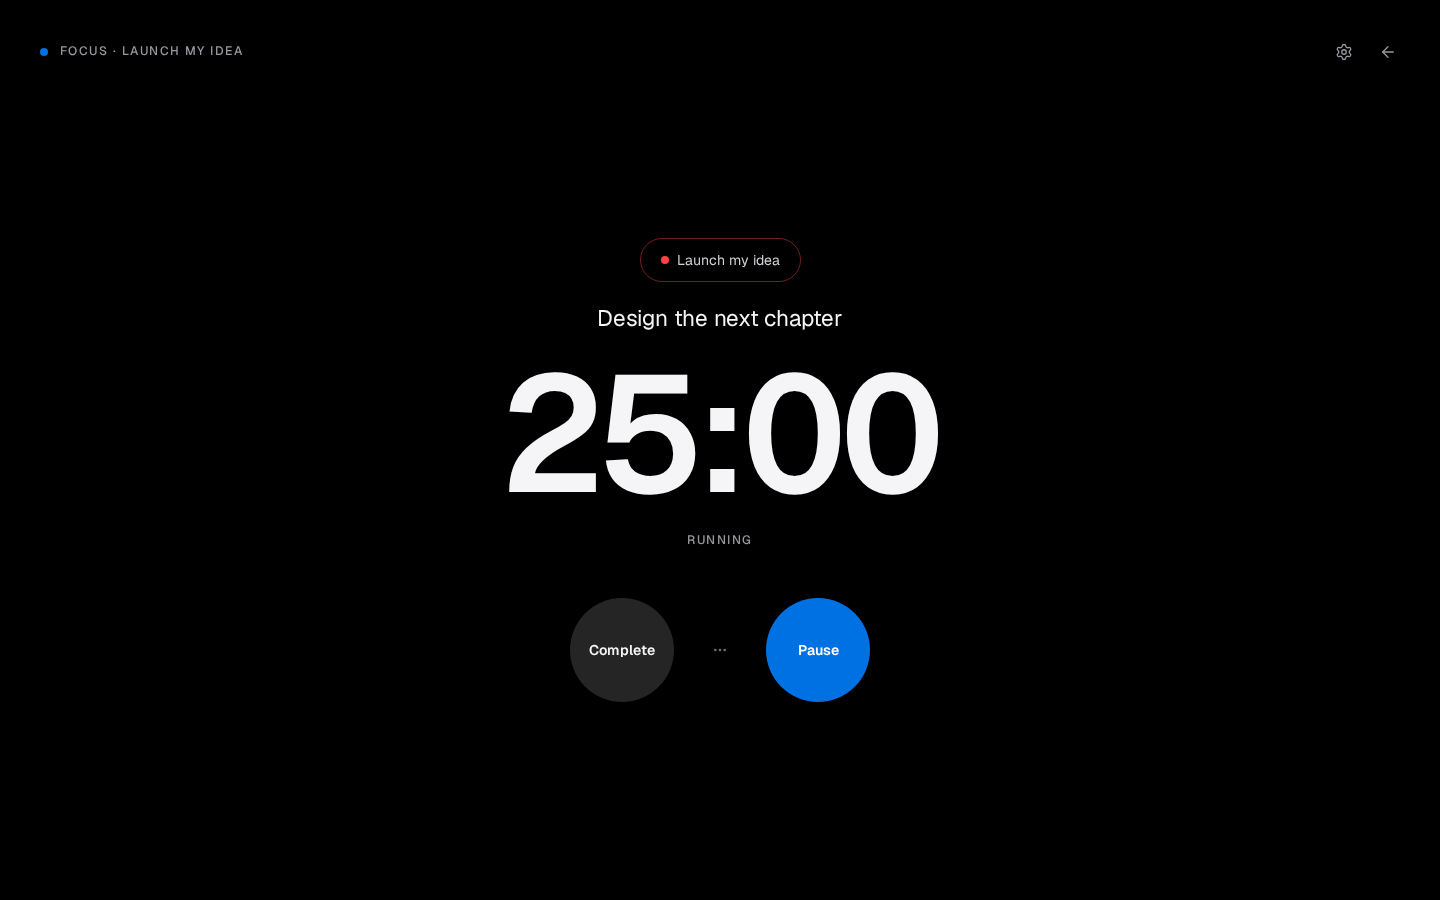 FOCUS · LAUNCH MY IDEA
Launch my idea
Design the next chapter
25:00
RUNNING
Complete
Pause